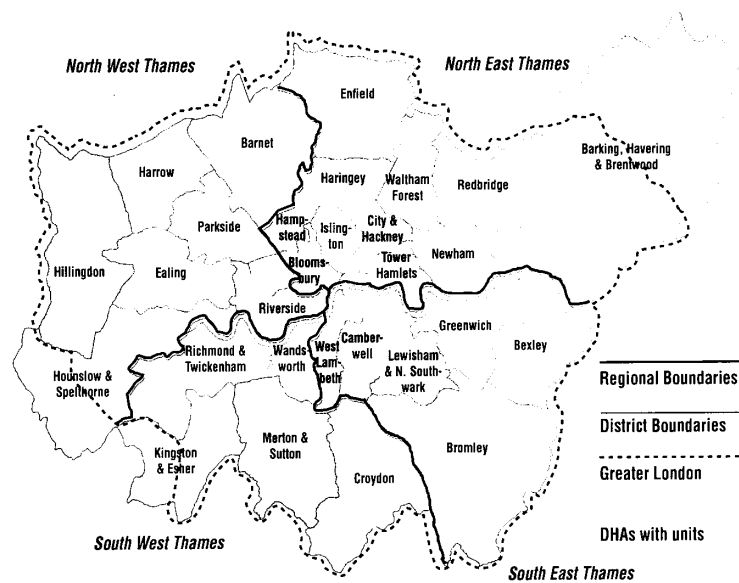 North West Thames
North East Thames
Enfield
Barnet
Barking, Havering
& Brentwood
Harrow
Haringey
Waltham
Forest
Redbridge
Parkside
Hamp-
stead
Isling-
ton
City &
Hackney
Hillingdon
Ealing
Blooms-
bury
Tower
Hamlets
Newham
Riverside
Greenwich
Hounslow &
Spelthorne
Richmond &
Twickenham
Wands-
worth
West
Lam-
beth
Camber-
well
Lewisham
& N. South-
wark
Bexley
Regional Boundaries
District Boundaries
Kingston
& Esher
Merton &
Sutton
Croydon
Bromley
Greater London
DHAs with units
South West Thames
South East Thames